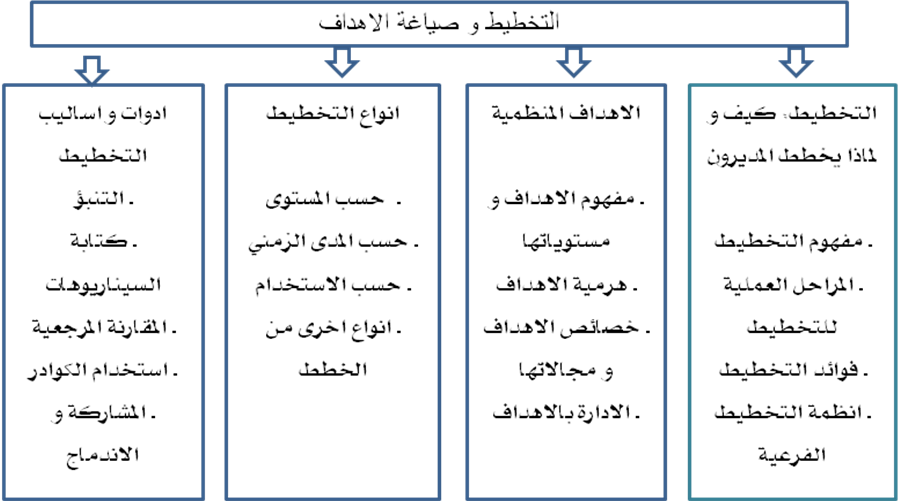 التخطيط و صياغة الاهداف
التخطيط، كيف و
لماذا يخطط المديرون
. مفهوم التخطيط
. المراحل العملية
للتخطيط
. فوائد التخطيط
. انظمة التخطيط
الفرعية
الاهداف المنظمية
. مفهوم الاهداف و
مستوياتها
. هرمية الاهداف
. خصائص الاهداف
و مجالاتها
. الادارة بالاهداف
انواع التخطيط
. حسب المستوى
. حسب المدى الزمني
. حسب الاستخدام
. انواع اخرى من
الخطط
ادوات و اساليب
التخطيط
. التنبؤ
. كتابة
السيناريوهات
. المقارنة المرجعية
. استخدام الكوادر
. المشاركة و
الاندماج